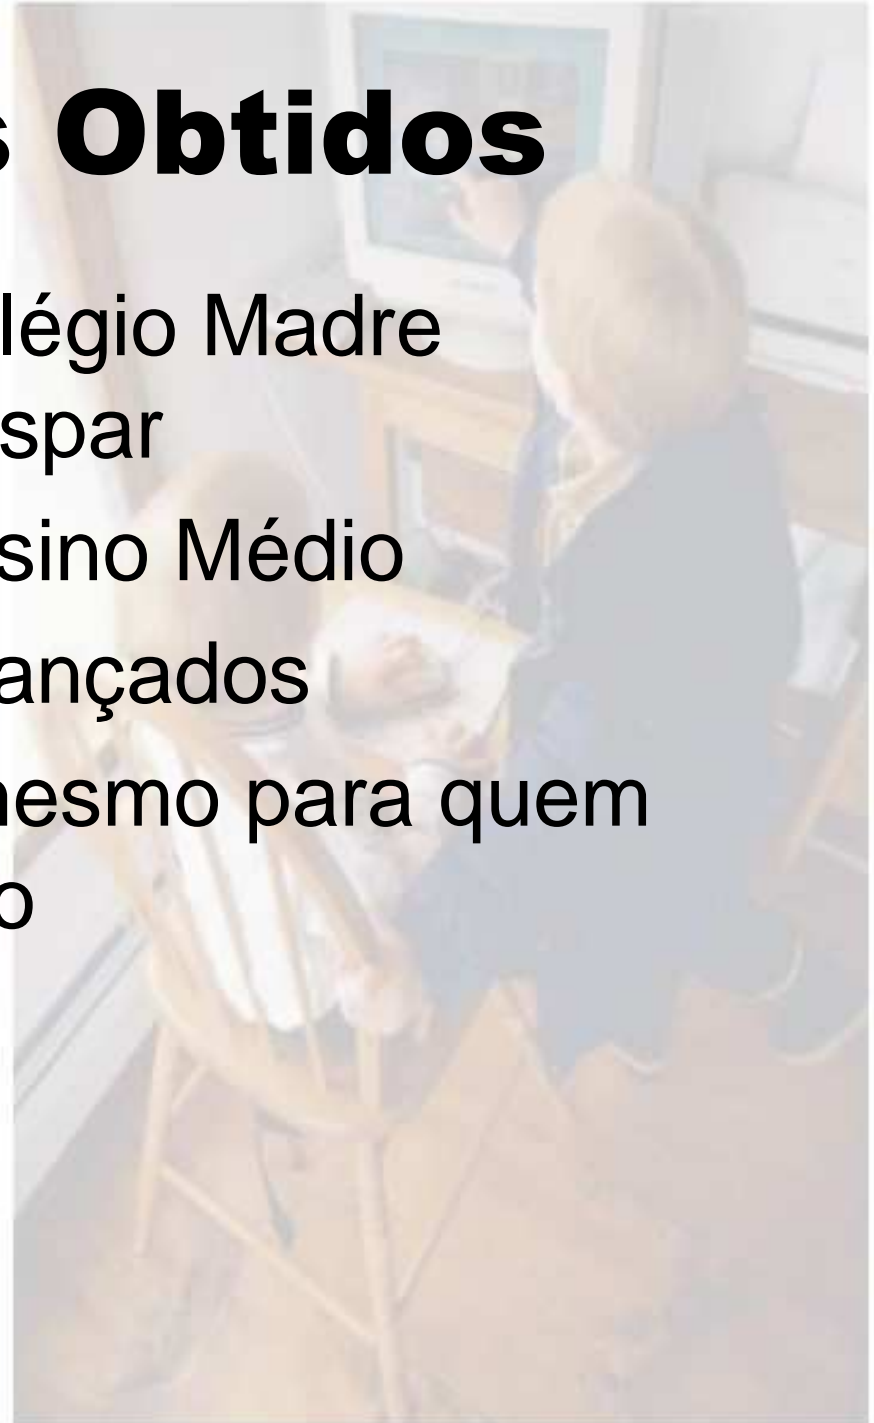 s Obtidos
légio Madre
spar
sino Médio
ançados
nesmo para quem
o